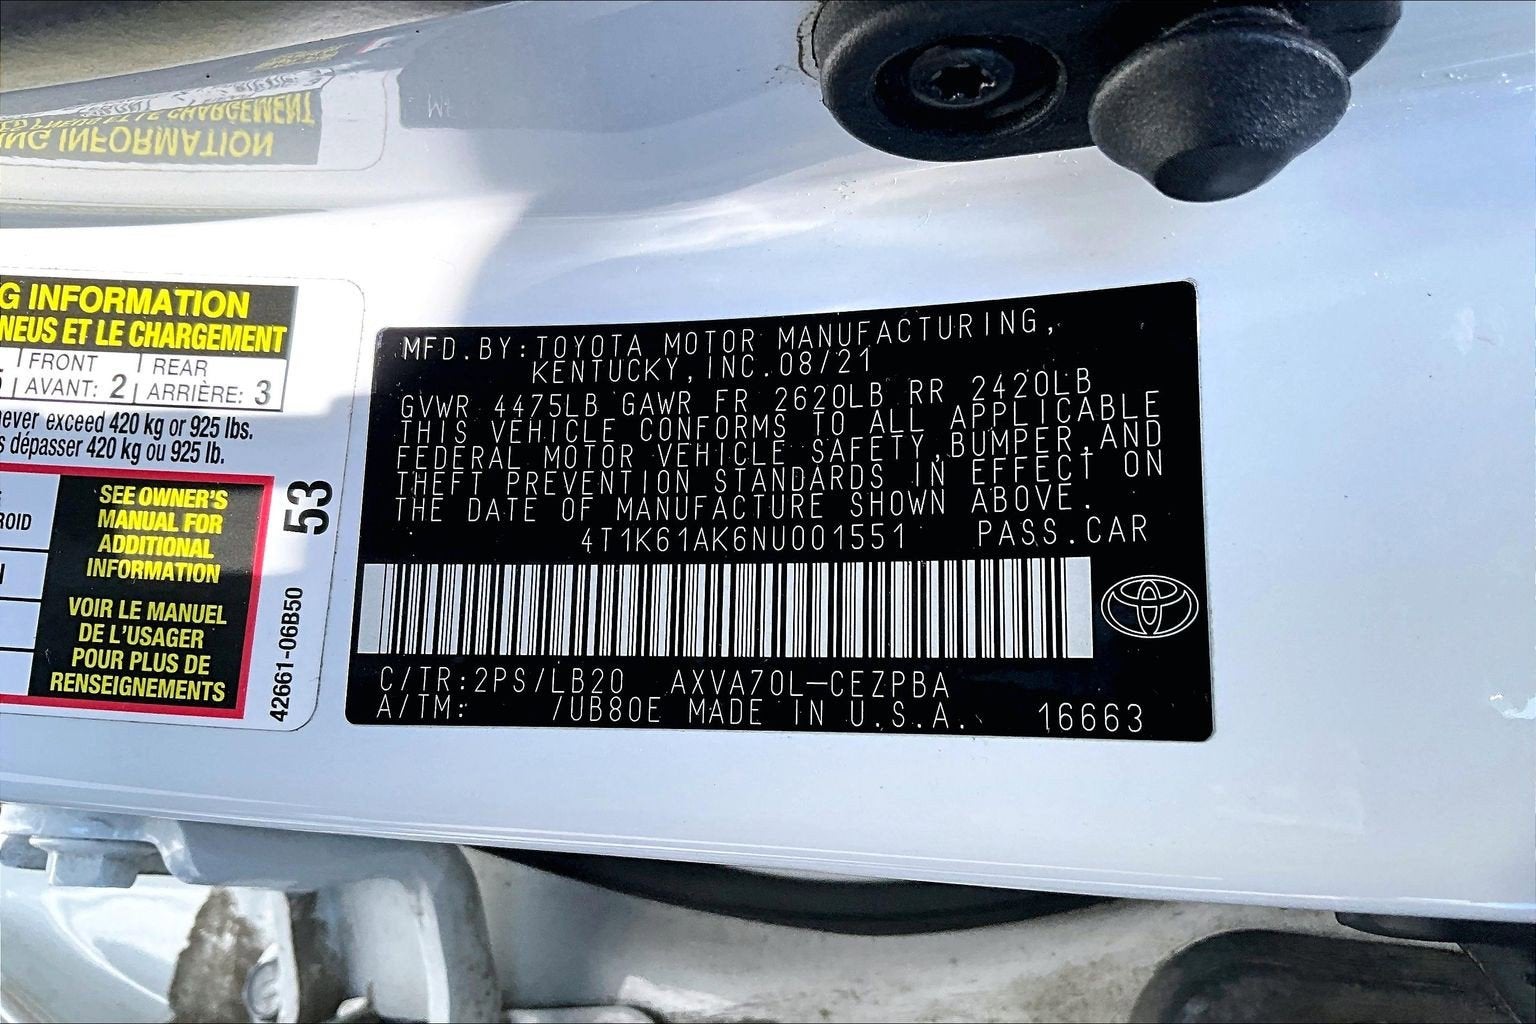 G INFORMATION
NEUS ET LE CHARGEMENT
FRONT REAR
AVANT: 2 ARRIÈRE: 3
never exceed 420 kg or 925 lbs.
dépasser 420 kg ou 925 lb.
SEE OWNER'S
MANUAL FOR
ADDITIONAL
INFORMATION
VOIR LE MANUEL
DE L'USAGER
POUR PLUS DE
RENSEIGNEMENTS
53
42661-06B50
MFD.BY:TOYOTA MOTOR MANUFACTURING,
KENTUCKY,INC.08/21
GVWR 4475LB GAWR FR 2620LB RR 2420LB
THIS VEHICLE CONFORMS TO ALL APPLICABLE
FEDERAL MOTOR VEHICLE SAFETY,BUMPER,AND
THEFT PREVENTION STANDARDS IN EFFECT ON
THE DATE OF MANUFACTURE SHOWN ABOVE.
4T1K61AK6NU001551 PASS.CAR
C/TR:2PS/LB20 AXVA70L-CEZPBA
A/TM: /UB80E MADE IN U.S.A. 16663